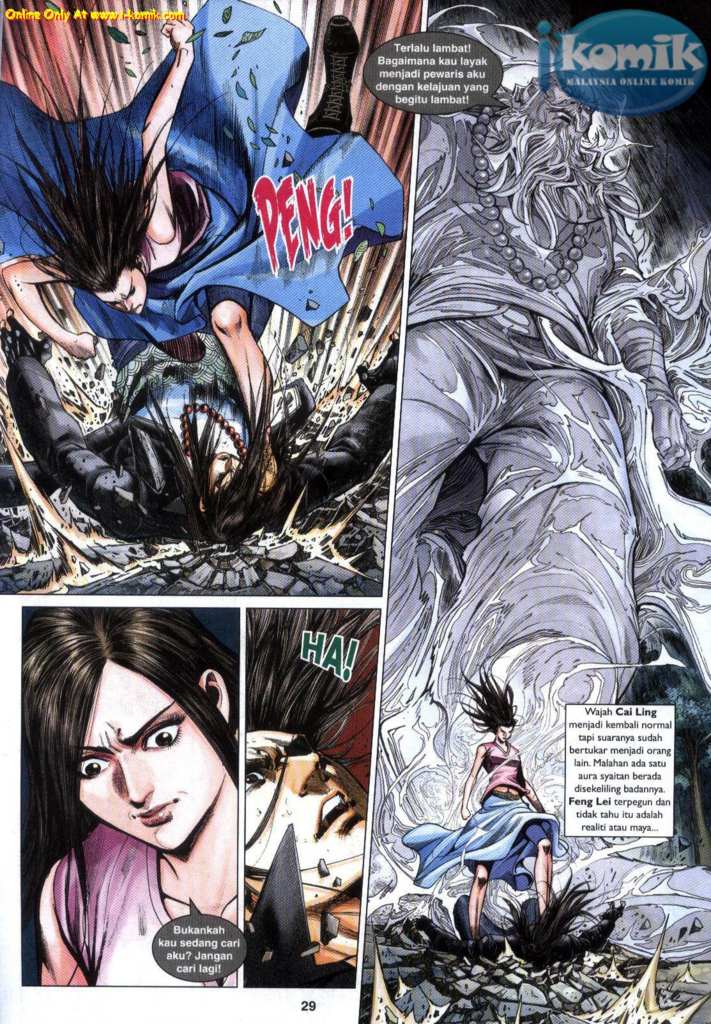 Online Only At www.i-komik.com
ikomik
MALAYSIA ONLINE KOMIK
PENG!
Terlalu lambat!
Bagaimana kau layak
menjadi pewaris aku
dengan kelajuan yang
begitu lambat!
Bukankah
kau sedang cari
aku? Jangan
cari lagi!
HA!
Wajah Cai Ling
menjadi kembali normal
tapi suaranya sudah
bertukar menjadi orang
lain. Malahan ada satu
aura syaitan berada
disekeliling badannya.
Feng Lei terpegun dan
tidak tahu itu adalah
realiti atau maya...
29